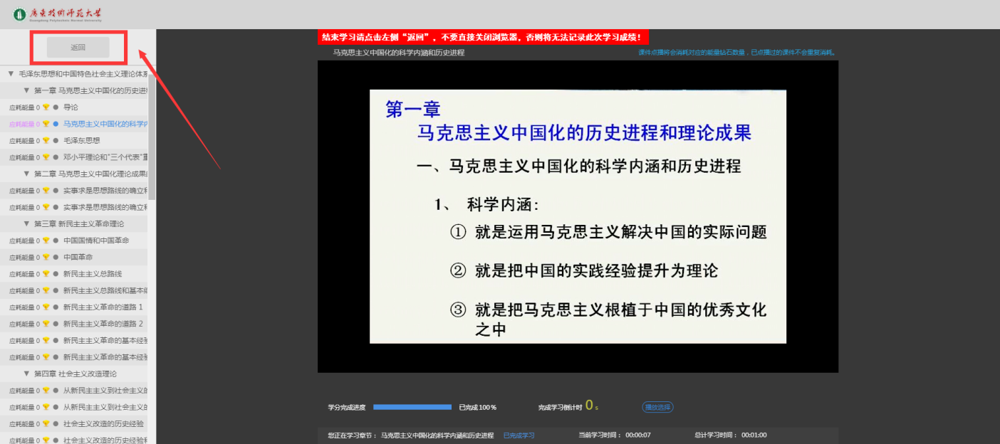 广东技术师范大学
Guangdong Polytechnic Normal University
返回
毛泽东思想和中国特色社会主义理论体系
第一章 马克思主义中国化的历史进
应耗能量 0 导论
应耗能量 0 马克思主义中国化的科学内
应耗能量 0 毛泽东思想
应耗能量 0 邓小平理论和"三个代表"重
第二章 马克思主义中国化理论成果
应耗能量 0 实事求是思想路线的确立和
应耗能量 0 实事求是思想路线的确立和
第三章 新民主主义革命理论
应耗能量 0 中国国情和中国革命
应耗能量 0 中国革命
应耗能量 0 新民主主义总路线
应耗能量 0 新民主主义总路线和基本纲
应耗能量 0 新民主主义革命的道路 1
应耗能量 0 新民主主义革命的道路 2
应耗能量 0 新民主主义革命的基本经验
应耗能量 0 新民主主义革命的基本经验
第四章 社会主义改造理论
应耗能量 0 从新民主主义到社会主义的
应耗能量 0 从新民主主义到社会主义的
应耗能量 0 社会主义改造的历史经验
应耗能量 0 社会主义改造的历史经验和
结束学习请点击左侧“返回”，不要直接关闭浏览器，否则将无法记录此次学习成绩！
马克思主义中国化的科学内涵和历史进程
课件点播将会消耗对应的能量钻石数量，已点播过的课件不会重复消耗。
第一章
马克思主义中国化的历史进程和理论成果
一、马克思主义中国化的科学内涵和历史进程
1、 科学内涵：
① 就是运用马克思主义解决中国的实际问题
② 就是把中国的实践经验提升为理论
③ 就是把马克思主义根植于中国的优秀文化
之中
学分完成进度 已完成100% 完成学习倒计时 0 s 播放选择
您正在学习章节： 马克思主义中国化的科学内涵和历史进程 已完成学习 当前学习时间： 00:00:07 总计学习时间： 00:01:00